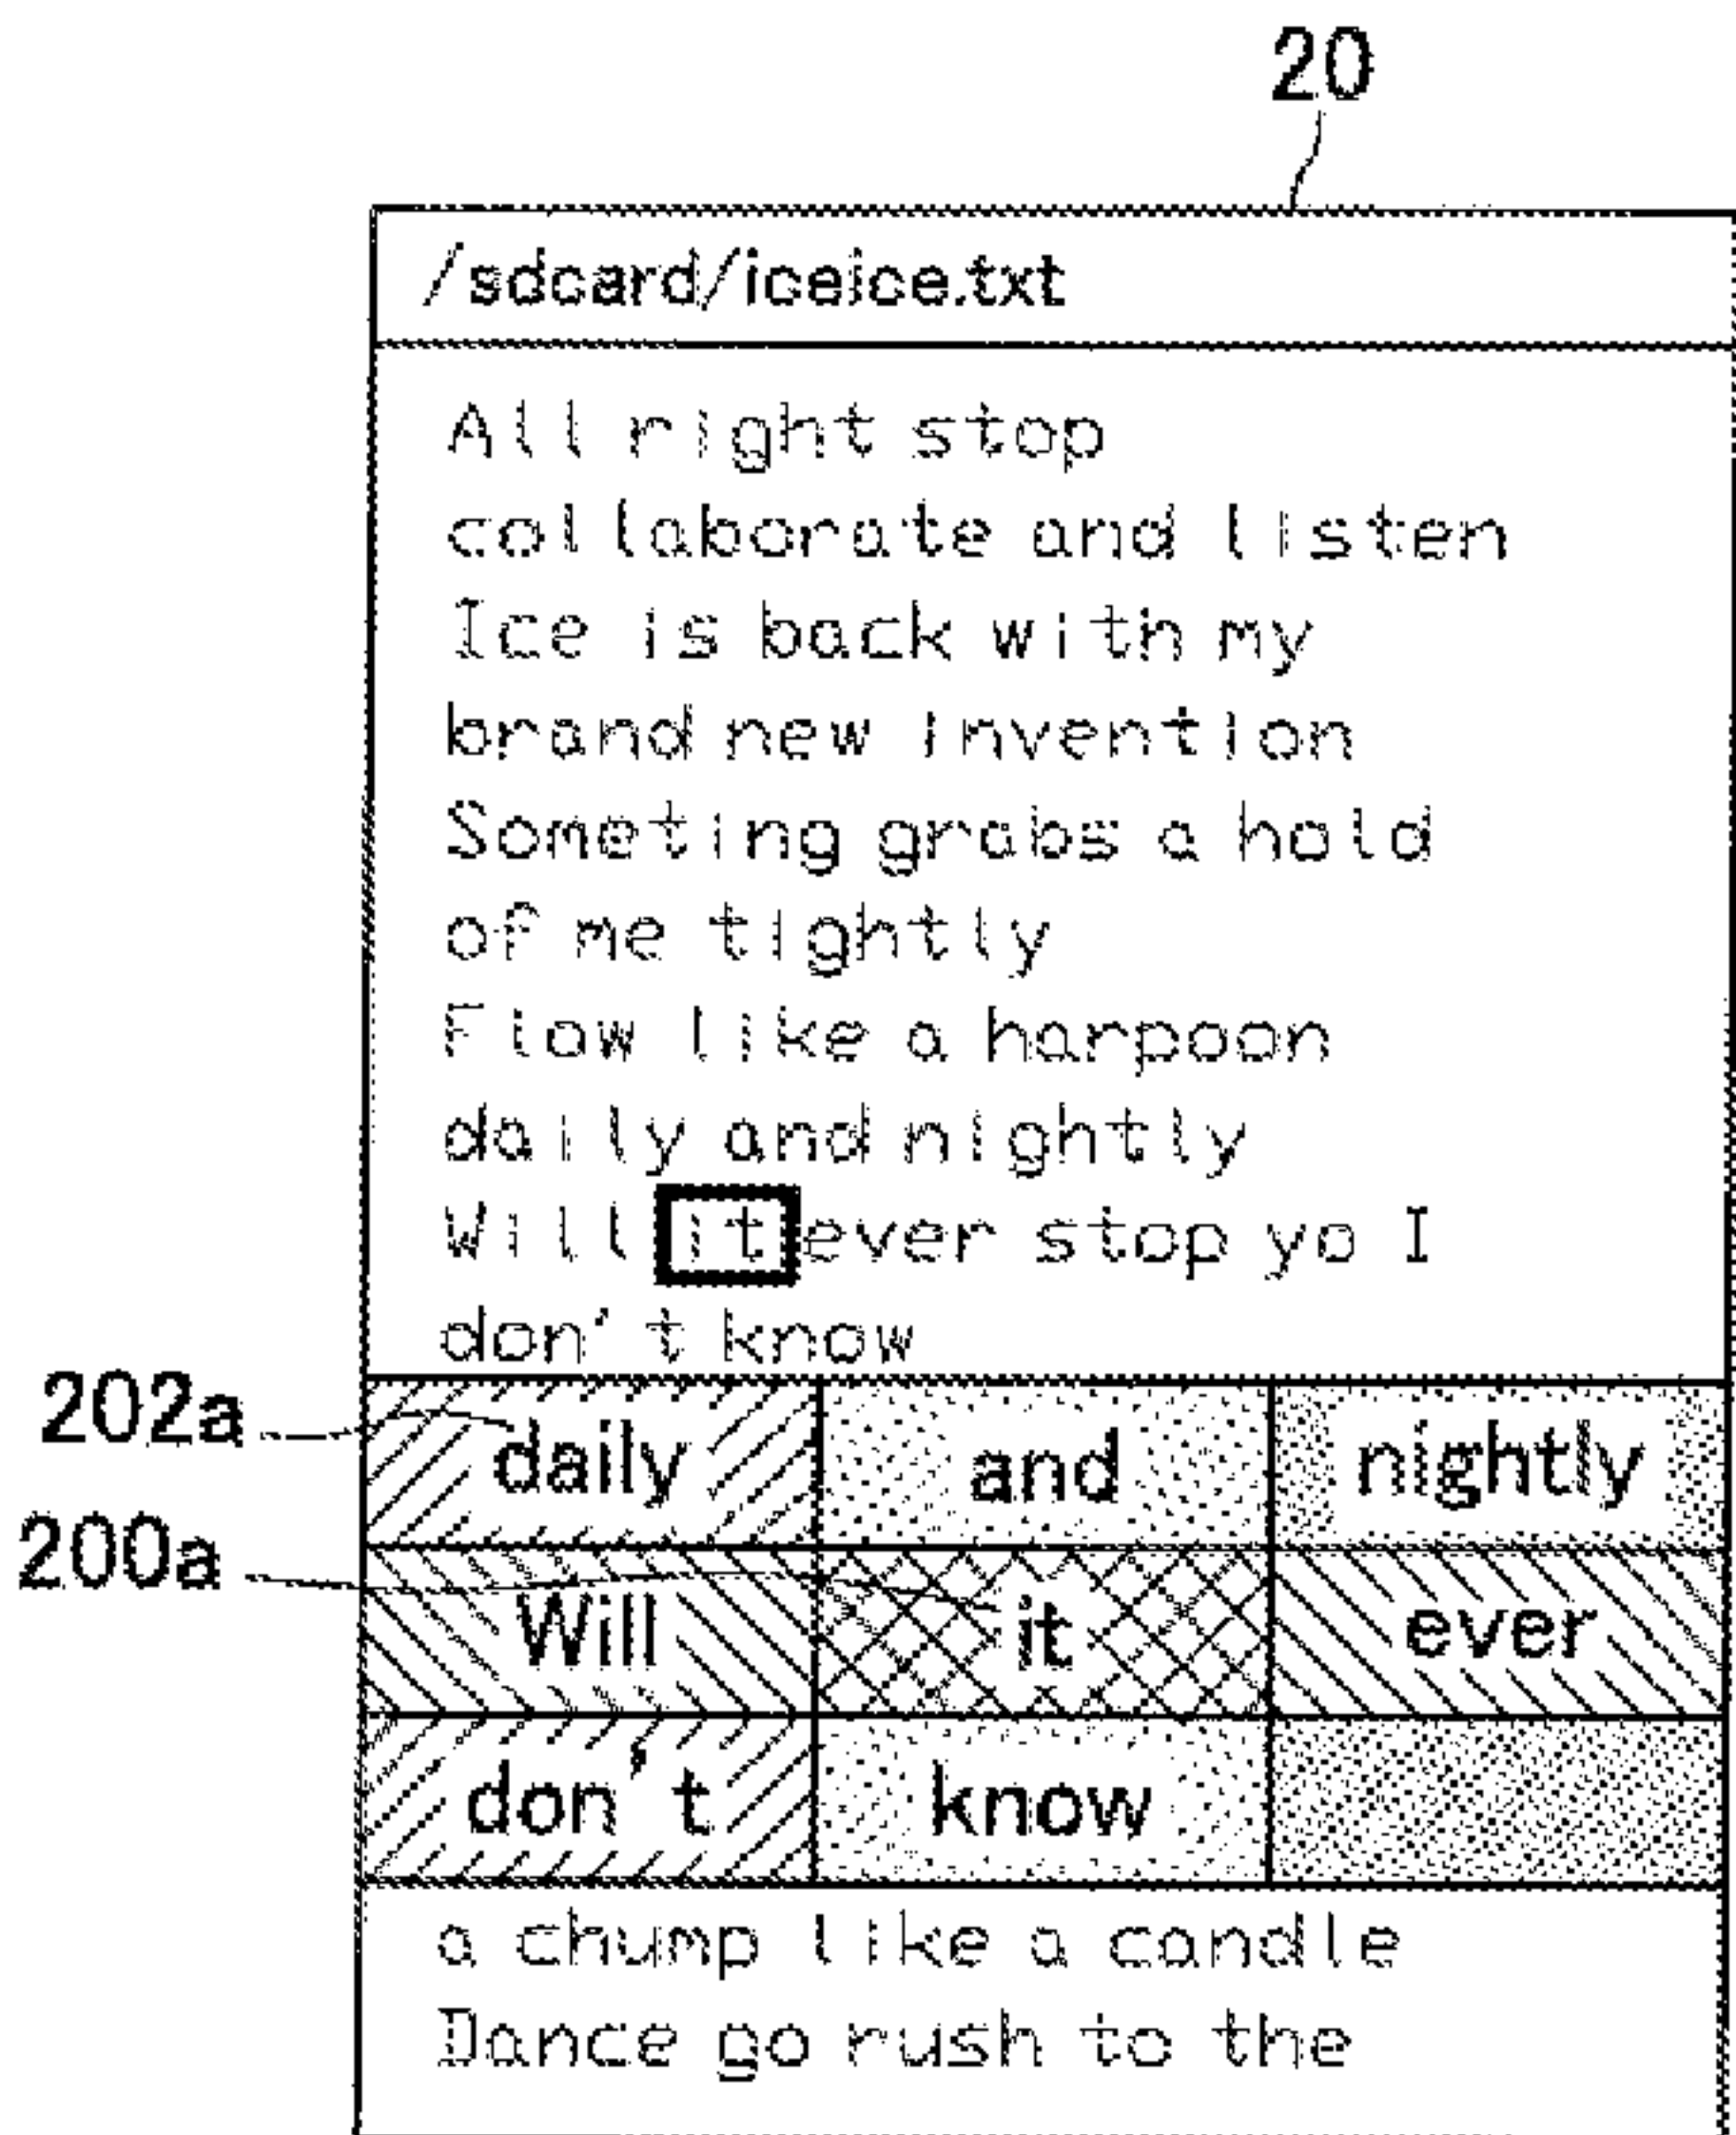 20
/sdcard/iceice.txt
All right stop
collaborate and listen
Ice is back with my
brand new invention
Someting grabs a hold
of me tightly
Flow like a harpoon
daily and nightly
Will it ever stop yo I
don't know
202a daily and nightly
200a Will it ever
don't know
a chump like a candle
Dance go rush to the